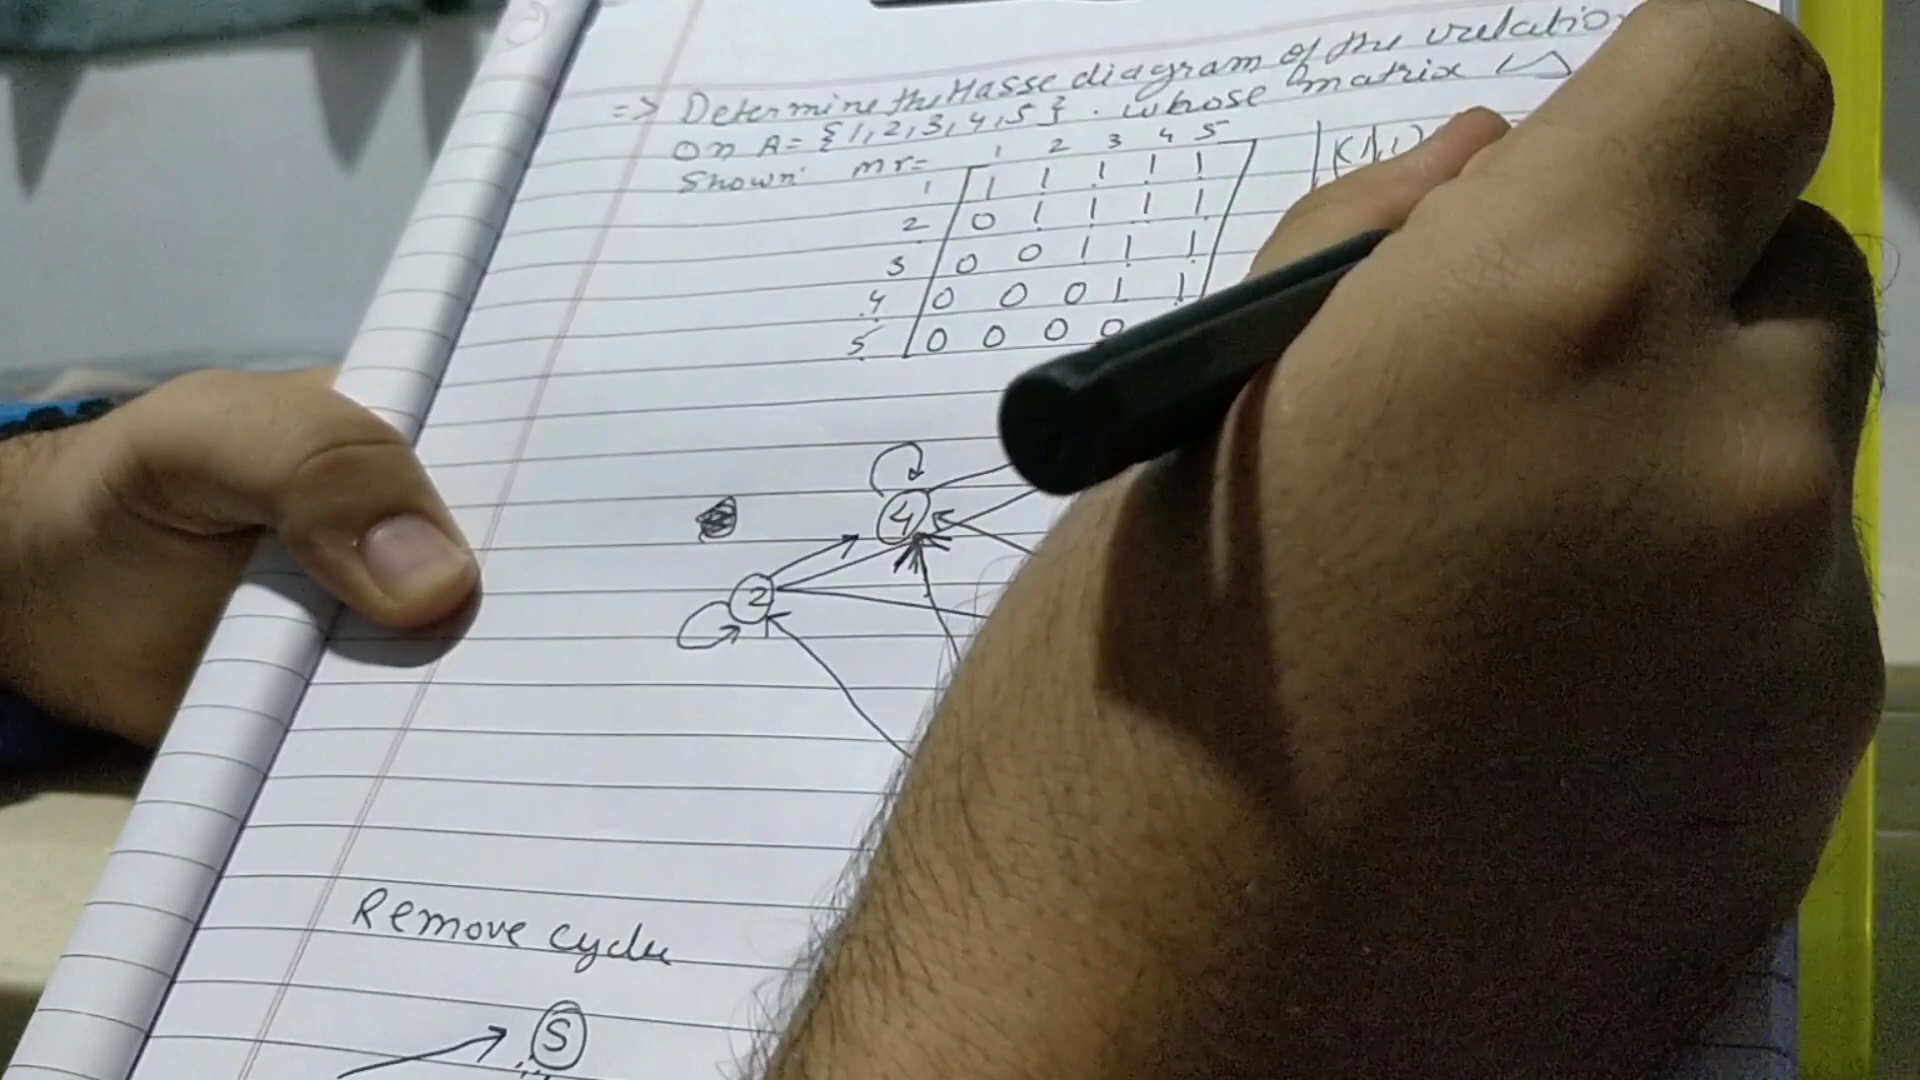 => Determine the Hasse diagram of the relatio
on A = {1,2,3,4,5}. whose matrix is
Shown: mr=
1 2 3 4 5
1 1 1 1 1 1
2 0 1 1 1 1
3 0 0 1 1 1
4 0 0 0 1 1
5 0 0 0 0
4
2
Remove cycle
5